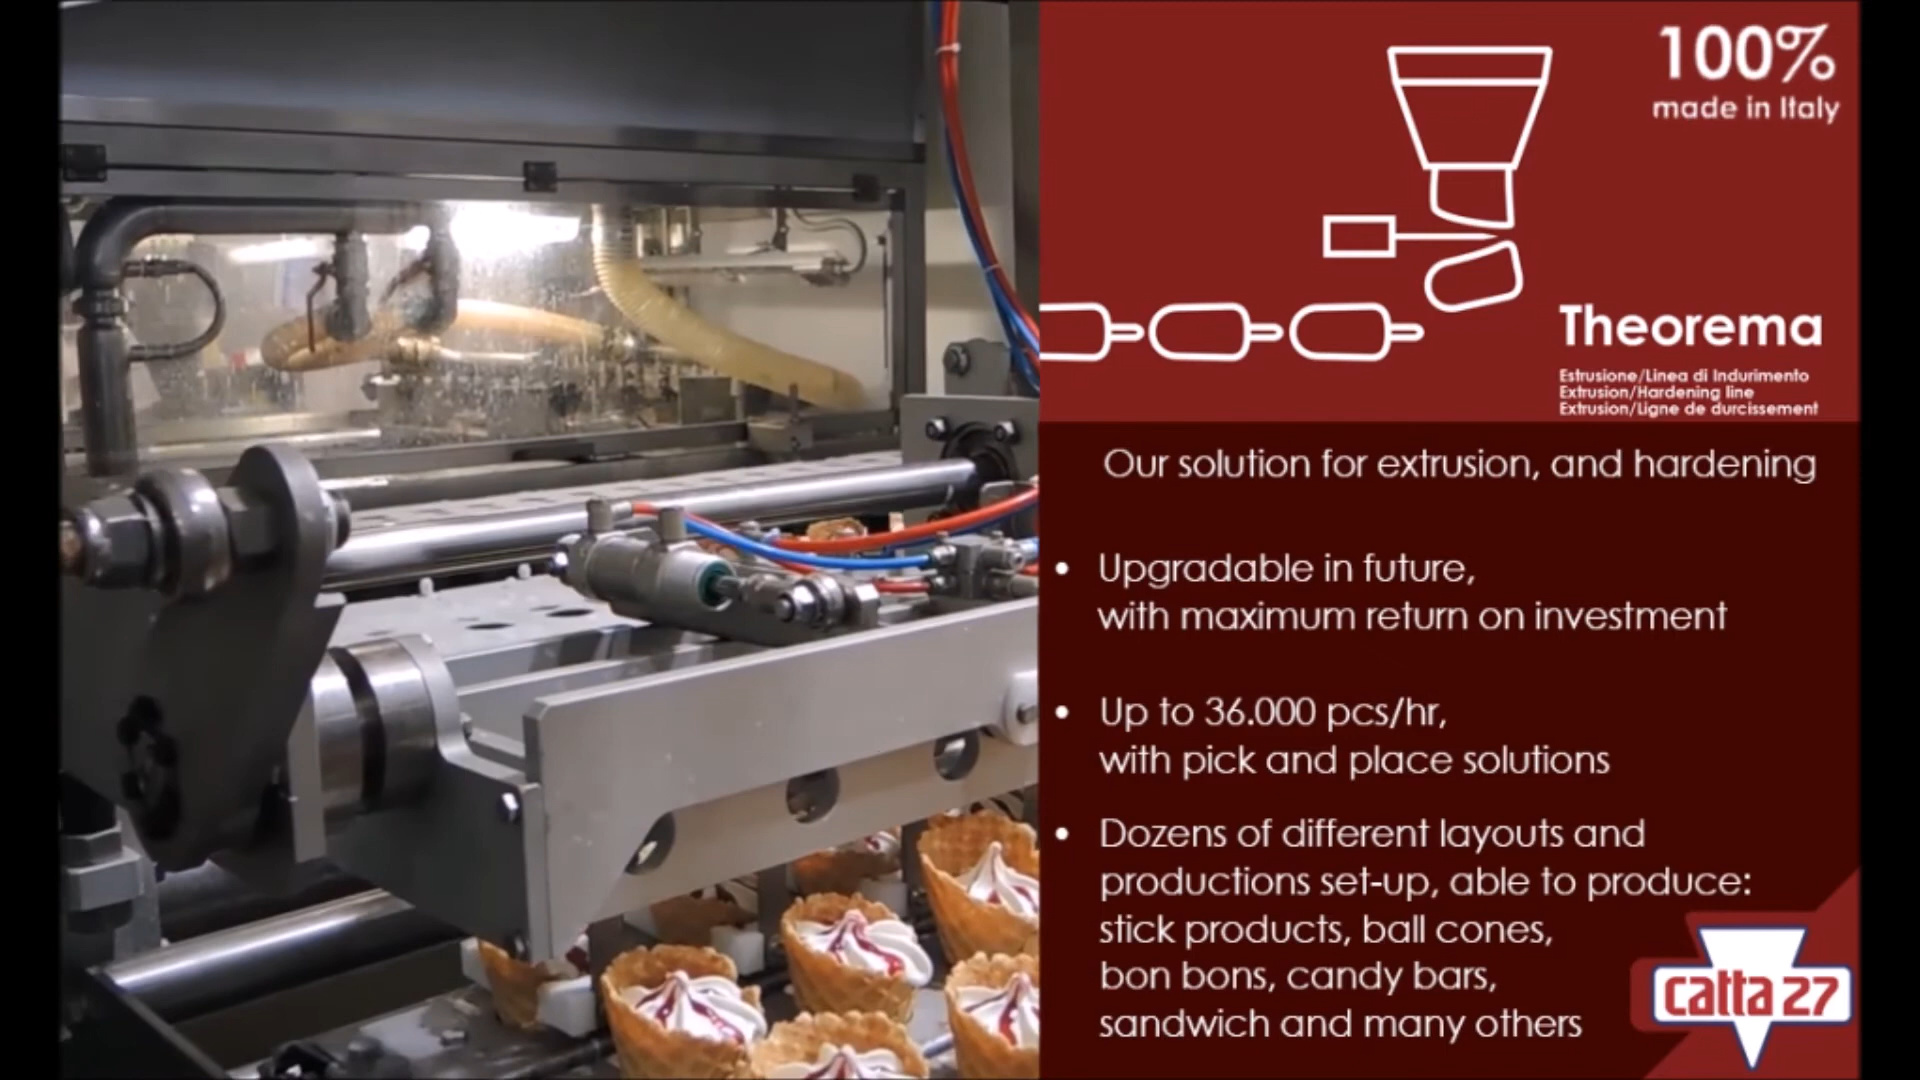 100%
made in Italy
Theorema
Estrusione/Linea di Indurimento
Extrusion/Hardening line
Extrusion/Ligne de durcissement
Our solution for extrusion, and hardening
• Upgradable in future,
with maximum return on investment
• Up to 36.000 pcs/hr,
with pick and place solutions
• Dozens of different layouts and
productions set-up, able to produce:
stick products, ball cones,
bon bons, candy bars,
sandwich and many others
catta 27